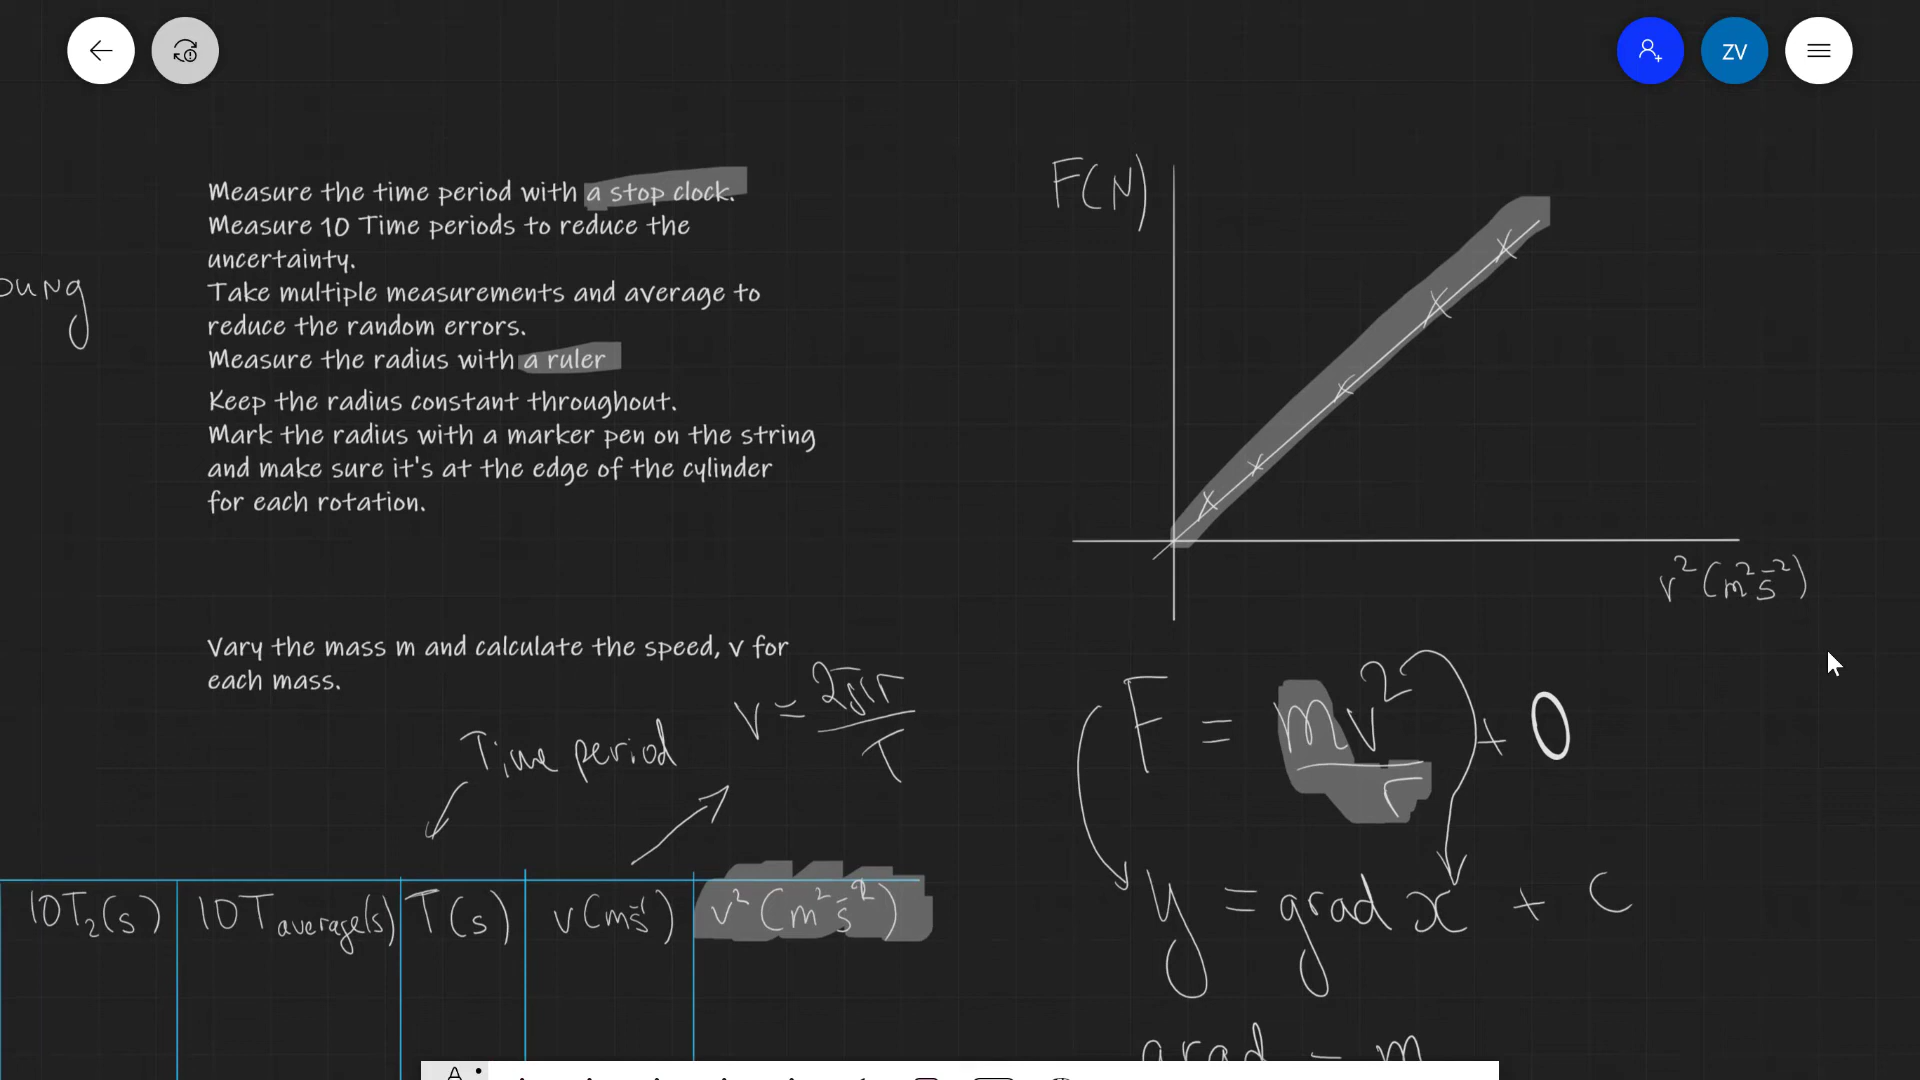 ZV
Measure the time period with a stop clock.
Measure 10 Time periods to reduce the
uncertainty.
Take multiple measurements and average to
reduce the random errors.
Measure the radius with a ruler
Keep the radius constant throughout.
Mark the radius with a marker pen on the string
and make sure it's at the edge of the cylinder
for each rotation.
Vary the mass m and calculate the speed, v for
each mass.
v = 2πr/T
Time period
10T₂(s) 10Taverage(s) T(s) v(ms⁻¹) v²(m²s⁻²)
F(N)
v²(m²s⁻²)
F = mv²/r + 0
y = grad x + c
grad = m